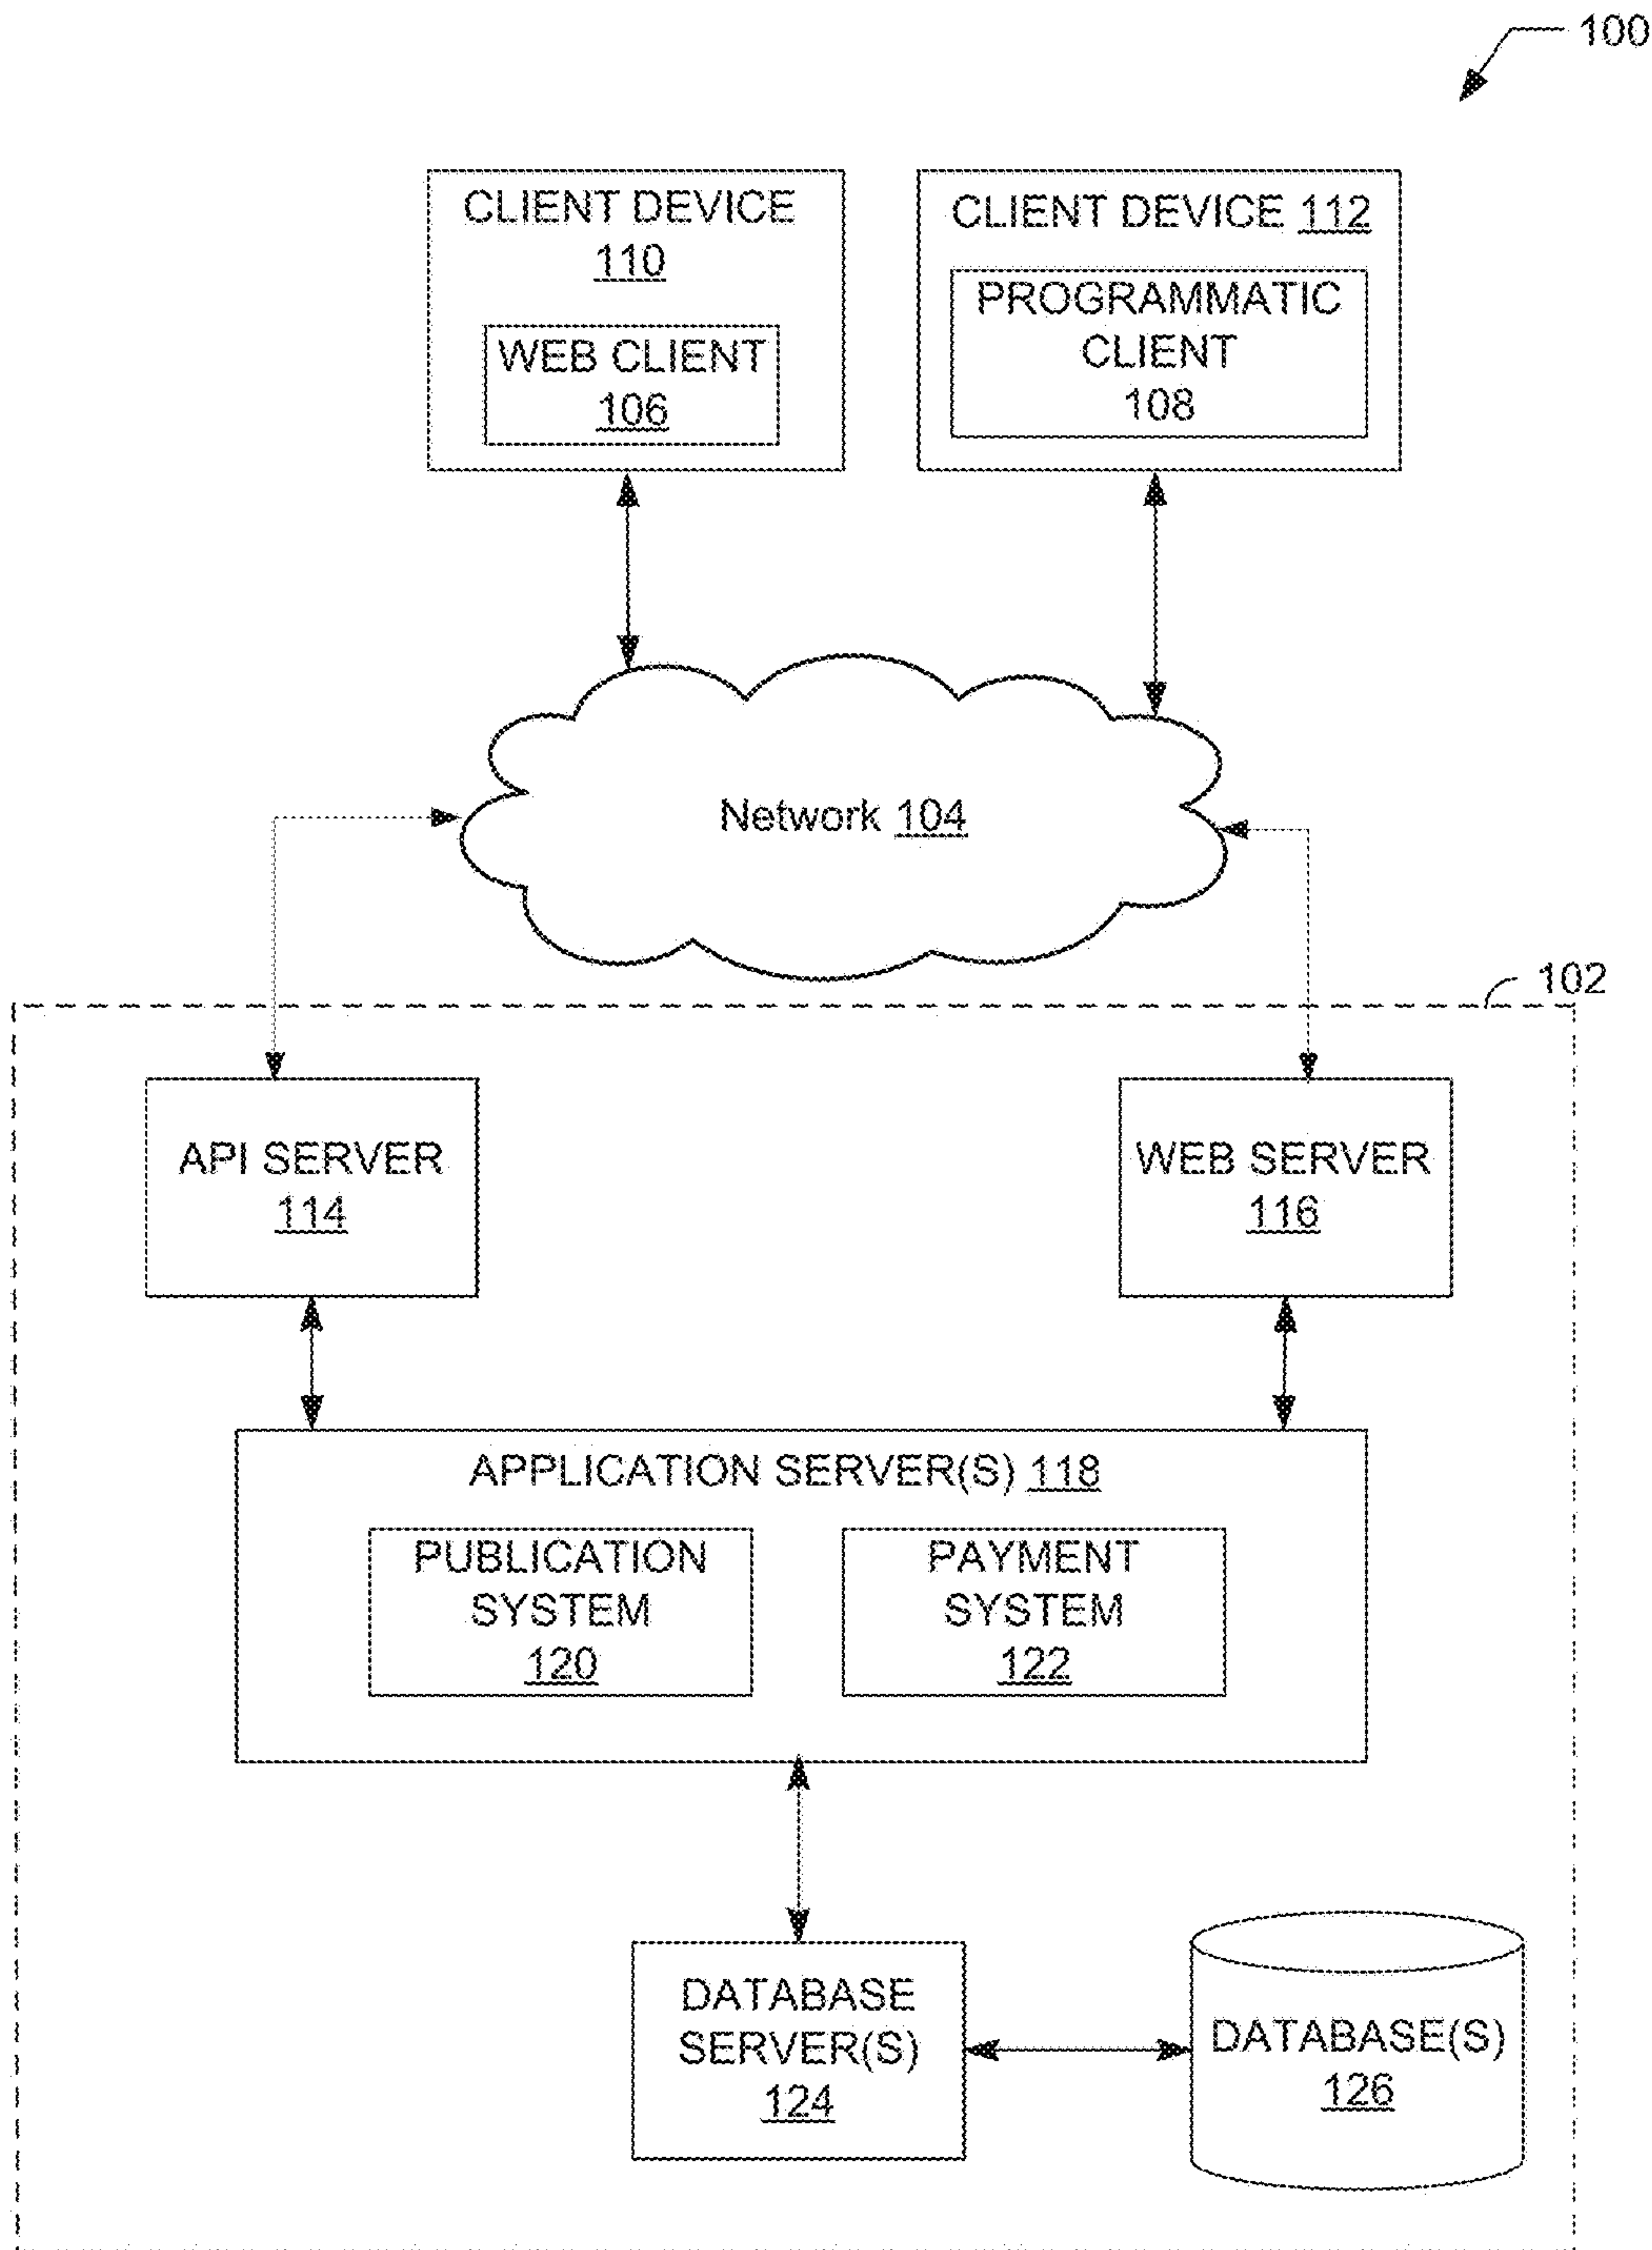 100
CLIENT DEVICE
110
WEB CLIENT
106
CLIENT DEVICE 112
PROGRAMMATIC
CLIENT
108
Network 104
102
API SERVER
114
WEB SERVER
116
APPLICATION SERVER(S) 118
PUBLICATION
SYSTEM
120
PAYMENT
SYSTEM
122
DATABASE
SERVER(S)
124
DATABASE(S)
126